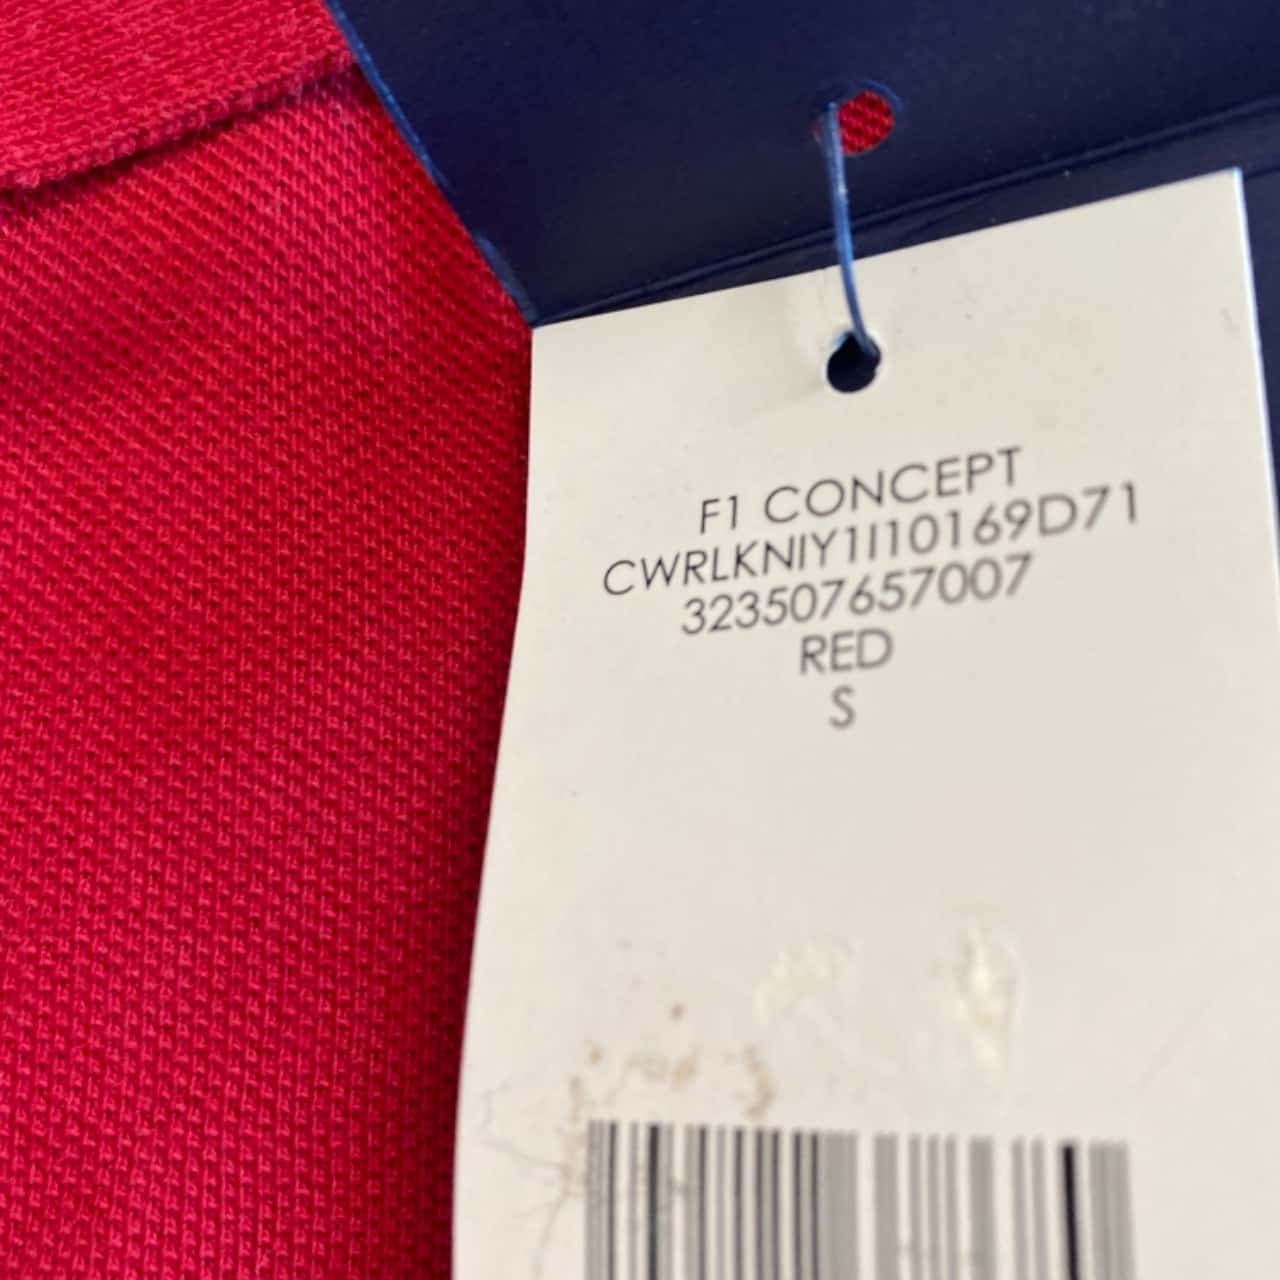 F1 CONCEPT
CWRLKNIY1I10169D71
323507657007
RED
S